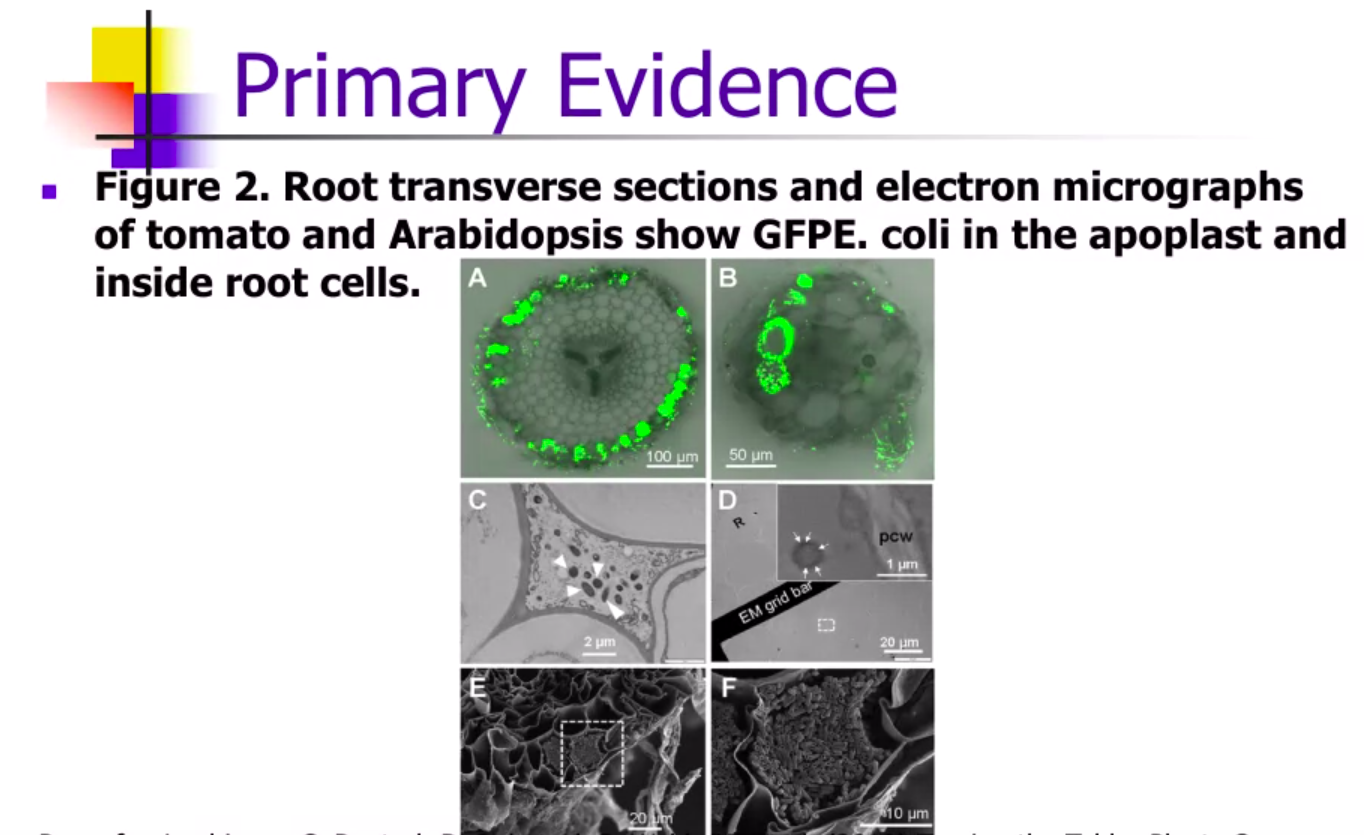 Primary Evidence
Figure 2. Root transverse sections and electron micrographs
of tomato and Arabidopsis show GFPE. coli in the apoplast and
inside root cells.
A
B
100 µm
50 µm
C
D
R
pcw
1 µm
EM grid bar
2 µm
20 µm
E
F
20 µm
10 µm